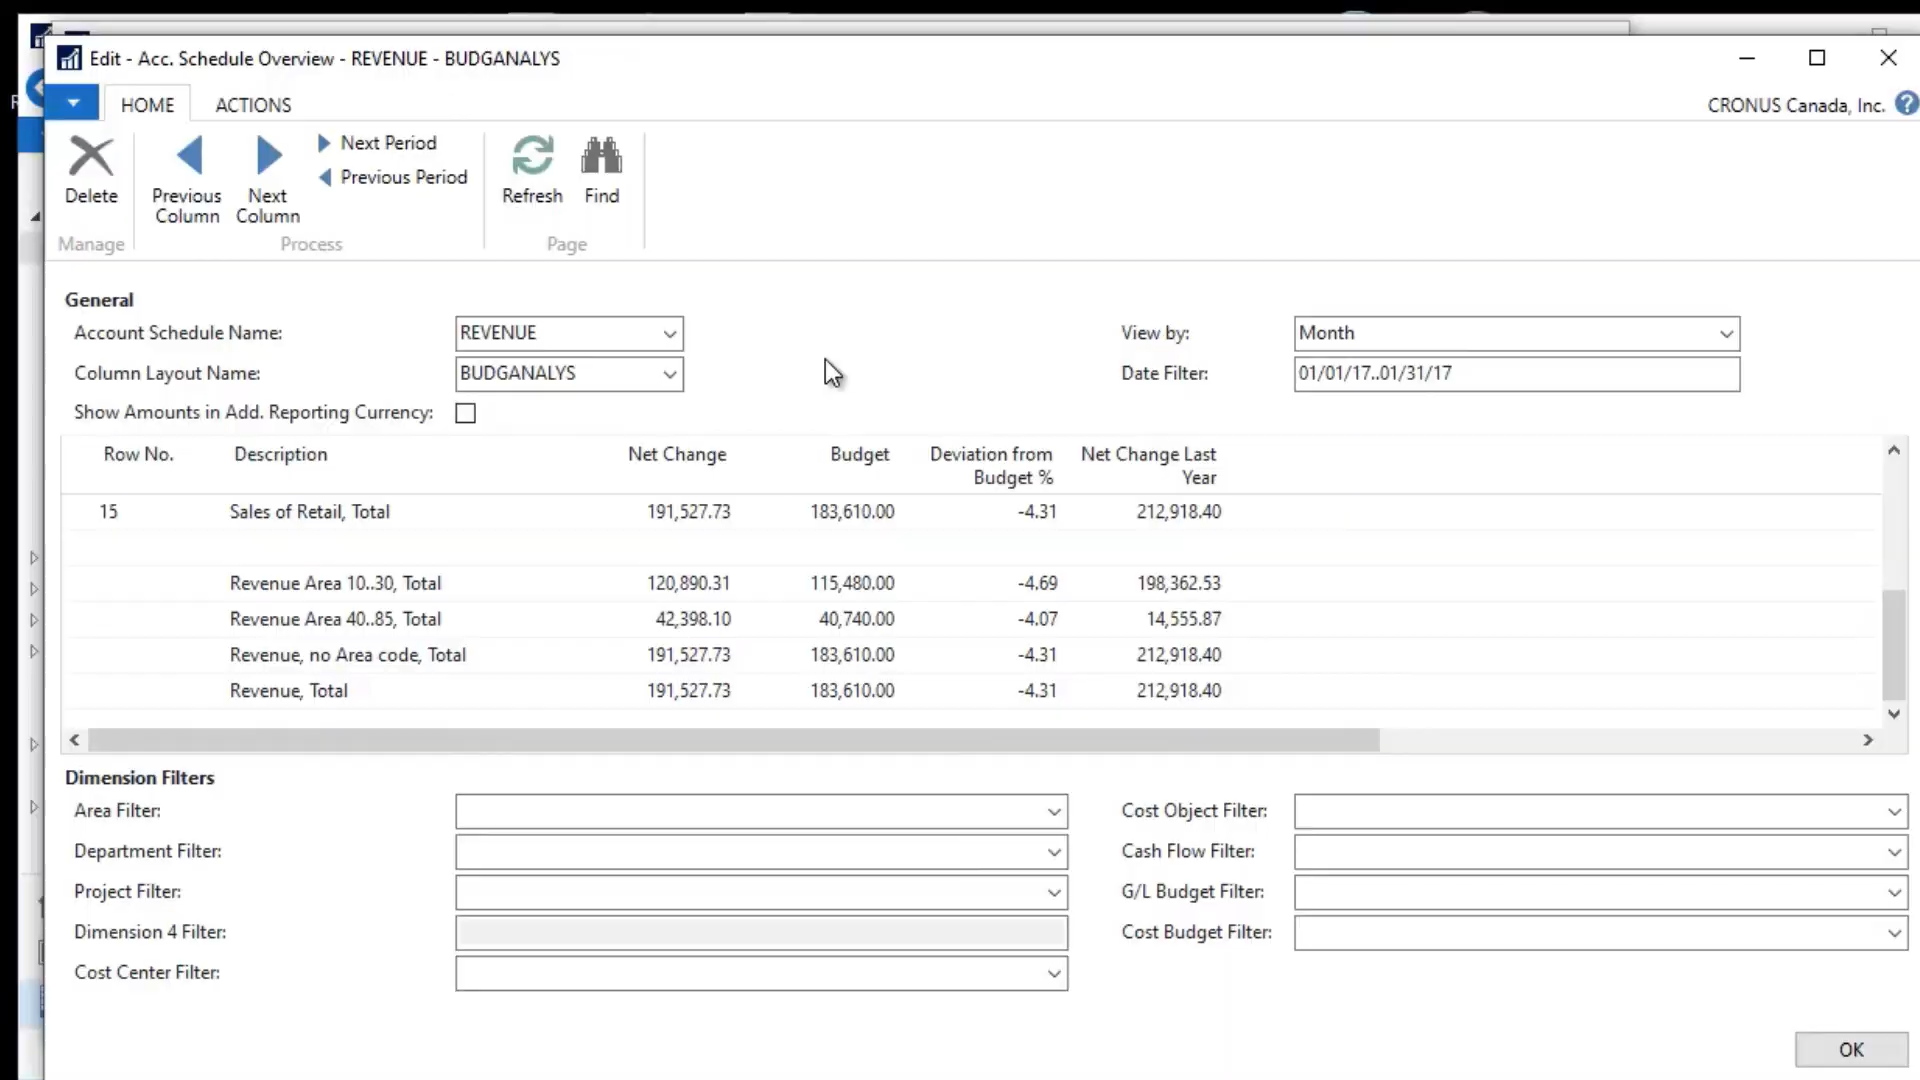 Edit - Acc. Schedule Overview - REVENUE - BUDGANALYS
HOME
ACTIONS
CRONUS Canada, Inc.
Delete
Previous Column
Next Column
Next Period
Previous Period
Refresh
Find
Manage
Process
Page
General
Account Schedule Name: REVENUE
View by: Month
Column Layout Name: BUDGANALYS
Date Filter: 01/01/17..01/31/17
Show Amounts in Add. Reporting Currency:
Row No. Description Net Change Budget Deviation from Budget % Net Change Last Year
15 Sales of Retail, Total 191,527.73 183,610.00 -4.31 212,918.40
Revenue Area 10..30, Total 120,890.31 115,480.00 -4.69 198,362.53
Revenue Area 40..85, Total 42,398.10 40,740.00 -4.07 14,555.87
Revenue, no Area code, Total 191,527.73 183,610.00 -4.31 212,918.40
Revenue, Total 191,527.73 183,610.00 -4.31 212,918.40
Dimension Filters
Area Filter:
Cost Object Filter:
Department Filter:
Cash Flow Filter:
Project Filter:
G/L Budget Filter:
Dimension 4 Filter:
Cost Budget Filter:
Cost Center Filter:
OK